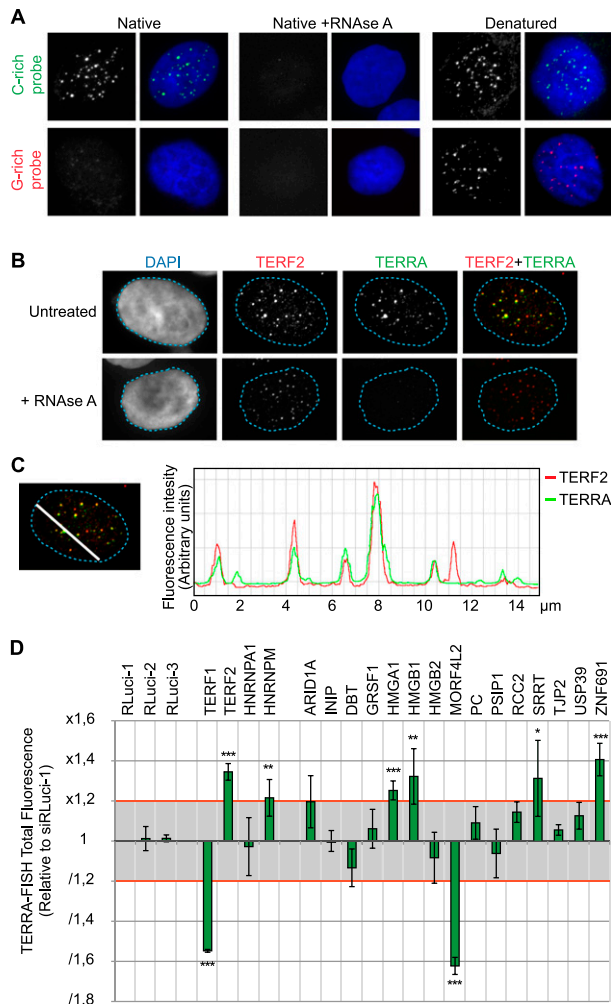 A
Native
Native +RNAse A
Denatured
C-rich
probe
G-rich
probe
B
DAPI
TERF2
TERRA
TERF2+TERRA
Untreated
+ RNAse A
C
Fluorescence intesity
(Arbitrary units)
TERF2
TERRA
0 2 4 6 8 10 12 14 µm
D
RLuci-1
RLuci-2
RLuci-3
TERF1
TERF2
HNRNPA1
HNRNPM
ARID1A
INIP
DBT
GRSF1
HMGA1
HMGB1
HMGB2
MORF4L2
PC
PSIP1
RCC2
SRRT
TJP2
USP39
ZNF691
TERRA-FISH Total Fluorescence
(Relative to siRLuci-1)
x1,6
x1,4
x1,2
1
/1,2
/1,4
/1,6
/1.8
***
***
**
***
**
***
*
***